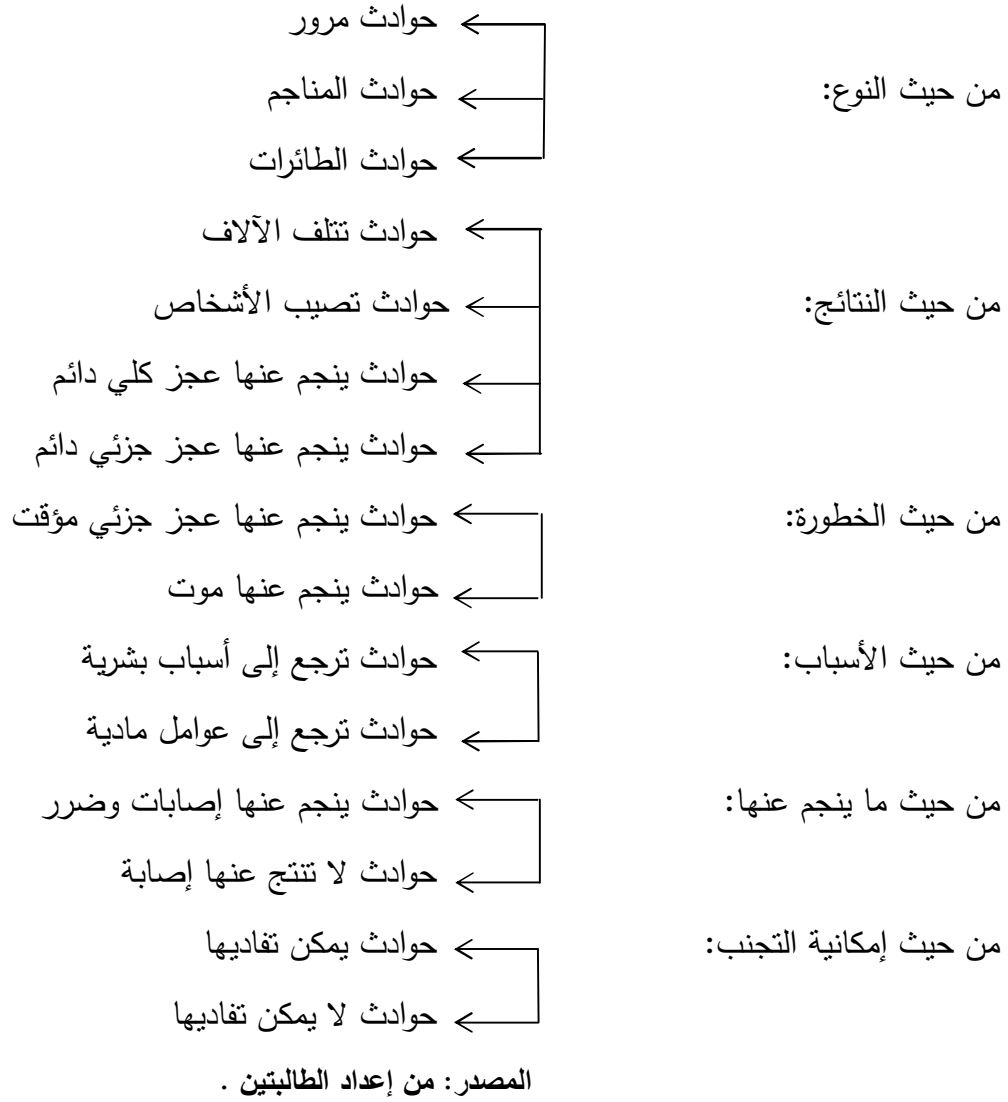 حوادث مرور
من حيث النوع: حوادث المناجم
حوادث الطائرات
حوادث تتلف الآلاف
من حيث النتائج: حوادث تصيب الأشخاص
حوادث ينجم عنها عجز كلي دائم
حوادث ينجم عنها عجز جزئي دائم
من حيث الخطورة: حوادث ينجم عنها عجز جزئي مؤقت
حوادث ينجم عنها موت
من حيث الأسباب: حوادث ترجع إلى أسباب بشرية
حوادث ترجع إلى عوامل مادية
من حيث ما ينجم عنها: حوادث ينجم عنها إصابات وضرر
حوادث لا تنتج عنها إصابة
من حيث إمكانية التجنب: حوادث يمكن تفاديها
حوادث لا يمكن تفاديها
المصدر: من إعداد الطالبتين .